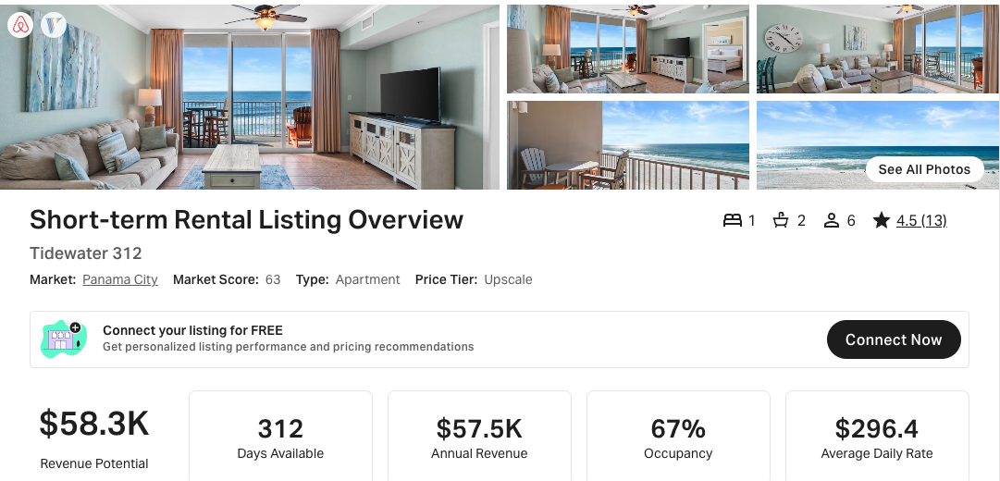 See All Photos
Short-term Rental Listing Overview
1 2 6 4.5 (13)
Tidewater 312
Market: Panama City Market Score: 63 Type: Apartment Price Tier: Upscale
Connect your listing for FREE
Get personalized listing performance and pricing recommendations
Connect Now
$58.3K
Revenue Potential
312
Days Available
$57.5K
Annual Revenue
67%
Occupancy
$296.4
Average Daily Rate